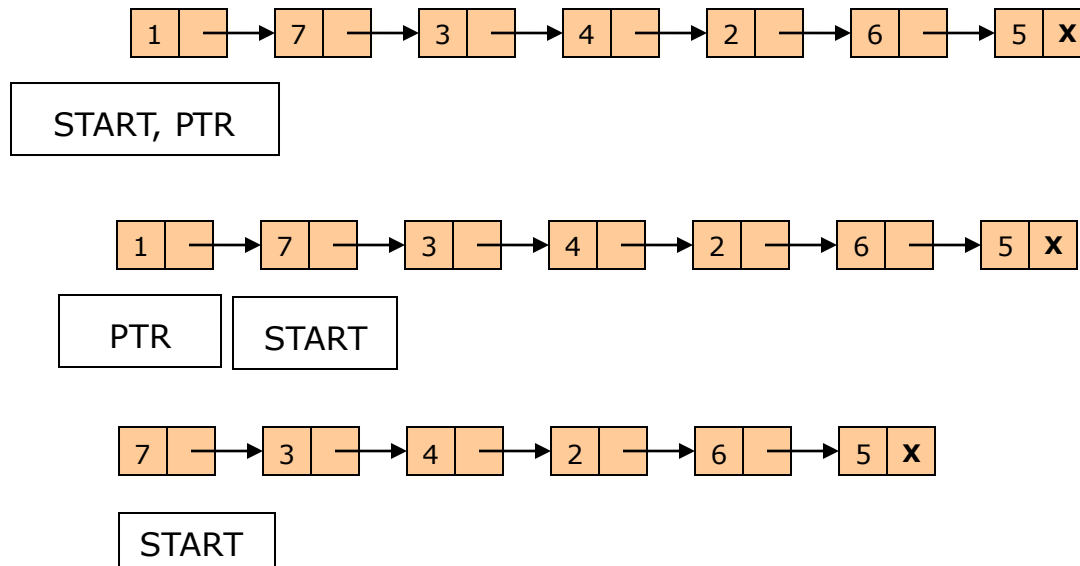 1 7 3 4 2 6 5 X
START, PTR
1 7 3 4 2 6 5 X
PTR START
7 3 4 2 6 5 X
START